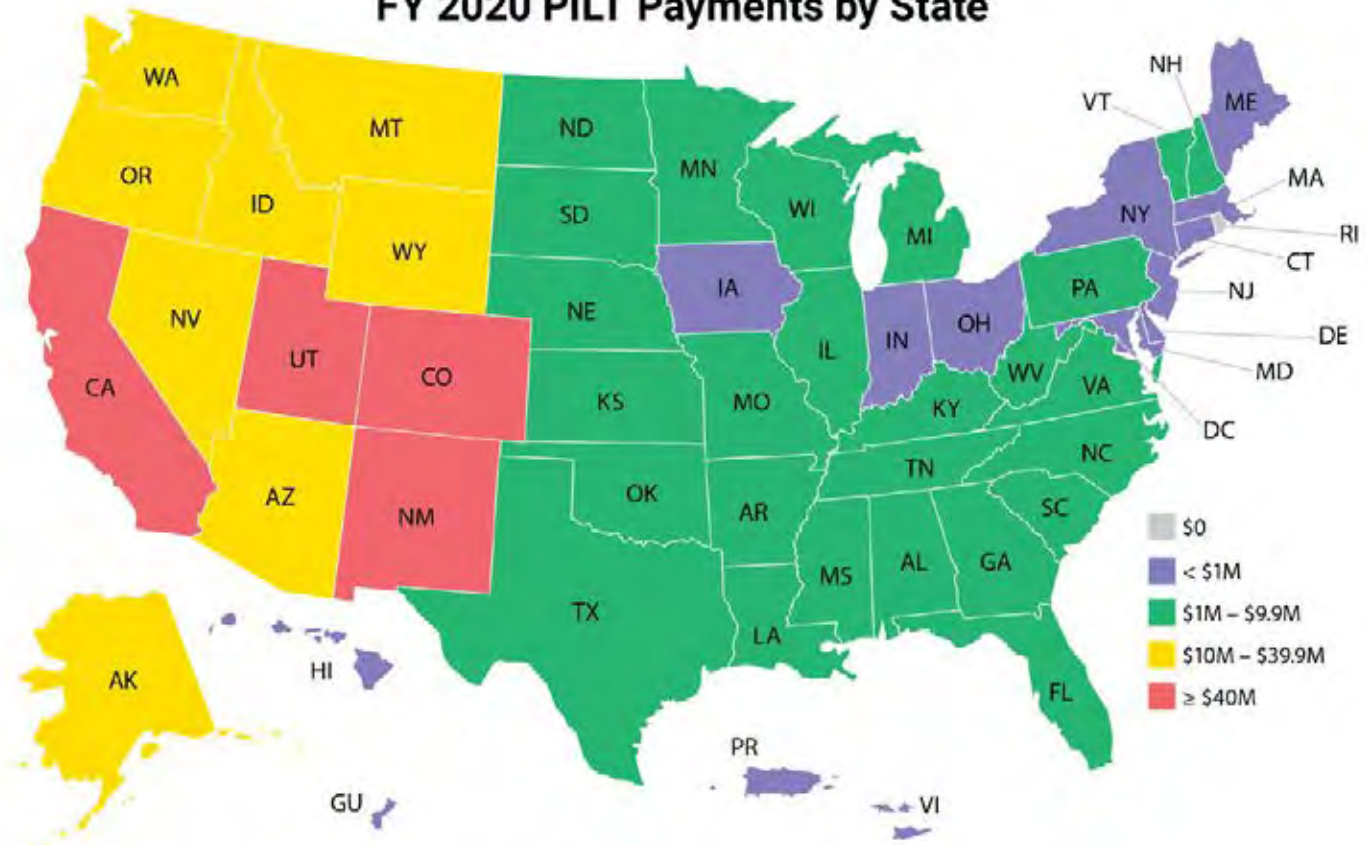 FY 2020 PILT Payments by State
WA
MT
ND
MN
OR
ID
SD
WI
MI
WY
NV
UT
CO
CA
AZ
NM
NE
IA
KS
MO
IL
IN
OH
OK
AR
TX
LA
MS
AL
GA
TN
KY
WV
VA
NC
SC
FL
PA
NY
VT
NH
ME
MA
RI
CT
NJ
DE
MD
DC
$0
< $1M
$1M – $9.9M
$10M – $39.9M
≥ $40M
AK
HI
GU
PR
VI